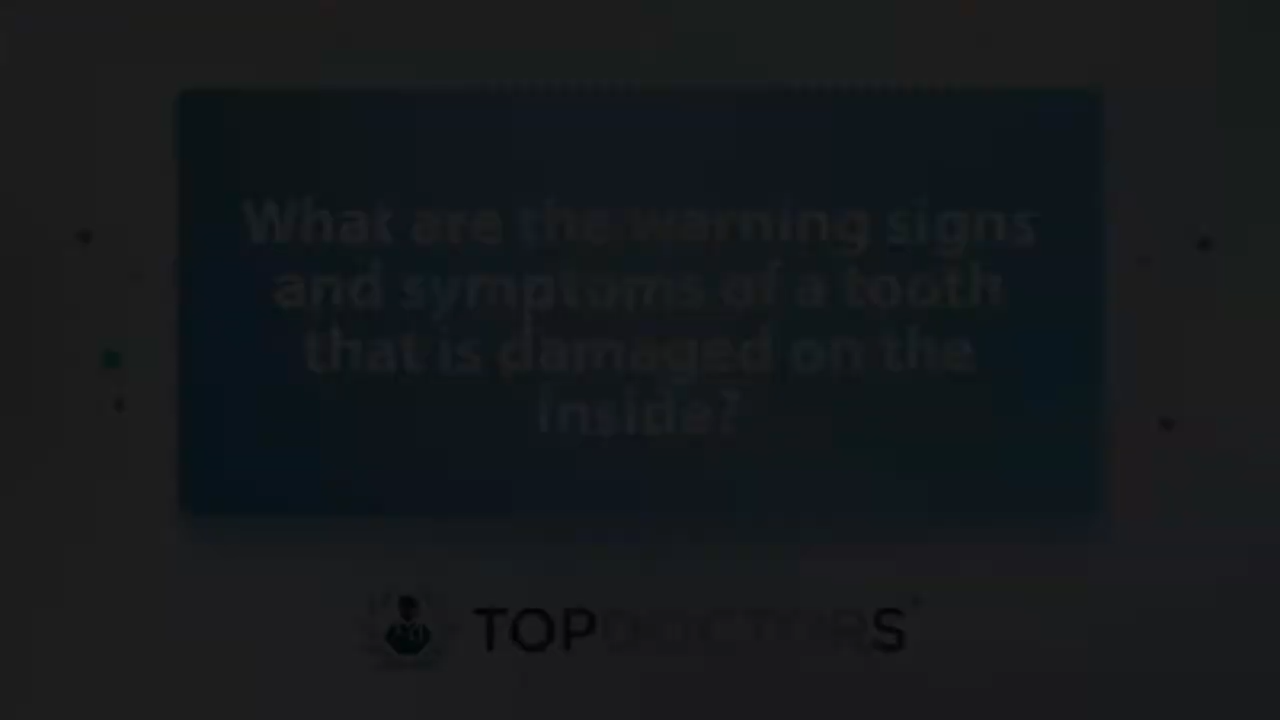 What are the warning signs
and symptoms of a tooth
that is damaged on the
inside?
TOPDOCTORS